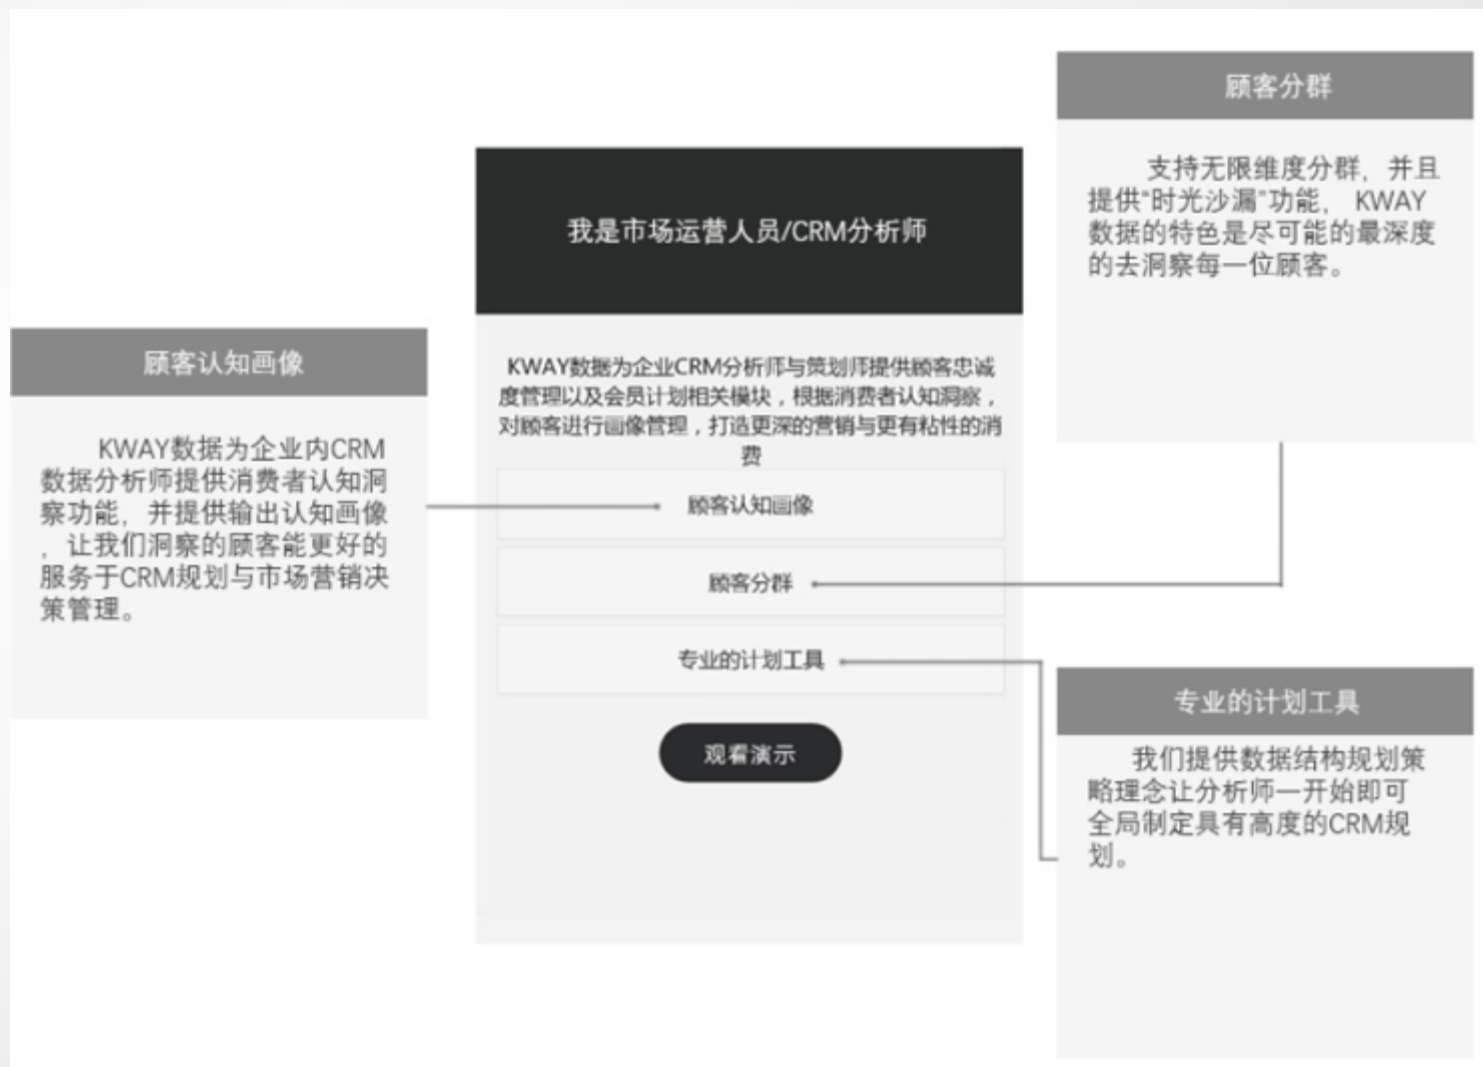 顾客分群
支持无限维度分群，并且
提供“时光沙漏”功能， KWAY
数据的特色是尽可能的最深度
的去洞察每一位顾客。
我是市场运营人员/CRM分析师
KWAY数据为企业CRM分析师与策划师提供顾客忠诚
度管理以及会员计划相关模块，根据消费者认知洞察，
对顾客进行画像管理，打造更深的营销与更有粘性的消
费
顾客认知画像
顾客分群
专业的计划工具
观看演示
顾客认知画像
KWAY数据为企业内CRM
数据分析师提供消费者认知洞
察功能，并提供输出认知画像
，让我们洞察的顾客能更好的
服务于CRM规划与市场营销决
策管理。
专业的计划工具
我们提供数据结构规划策
略理念让分析师一开始即可
全局制定具有高度的CRM规
划。